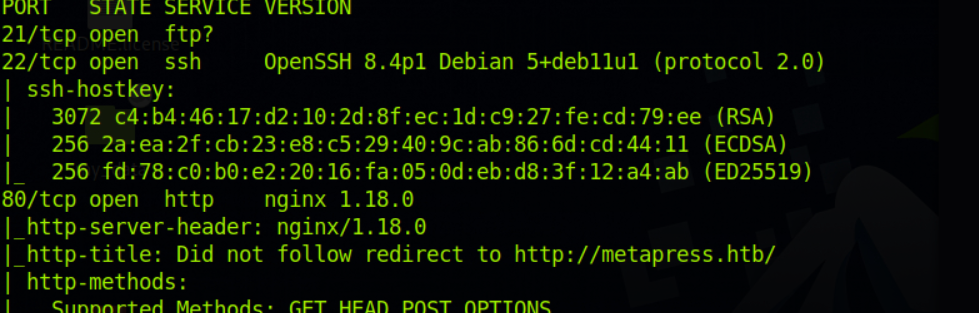 PORT   STATE SERVICE VERSION
21/tcp open  ftp?
22/tcp open  ssh     OpenSSH 8.4p1 Debian 5+deb11u1 (protocol 2.0)
| ssh-hostkey:
|   3072 c4:b4:46:17:d2:10:2d:8f:ec:1d:c9:27:fe:cd:79:ee (RSA)
|   256 2a:ea:2f:cb:23:e8:c5:29:40:9c:ab:86:6d:cd:44:11 (ECDSA)
|_  256 fd:78:c0:b0:e2:20:16:fa:05:0d:eb:d8:3f:12:a4:ab (ED25519)
80/tcp open  http    nginx 1.18.0
|_http-server-header: nginx/1.18.0
|_http-title: Did not follow redirect to http://metapress.htb/
| http-methods:
|   Supported Methods: GET HEAD POST OPTIONS